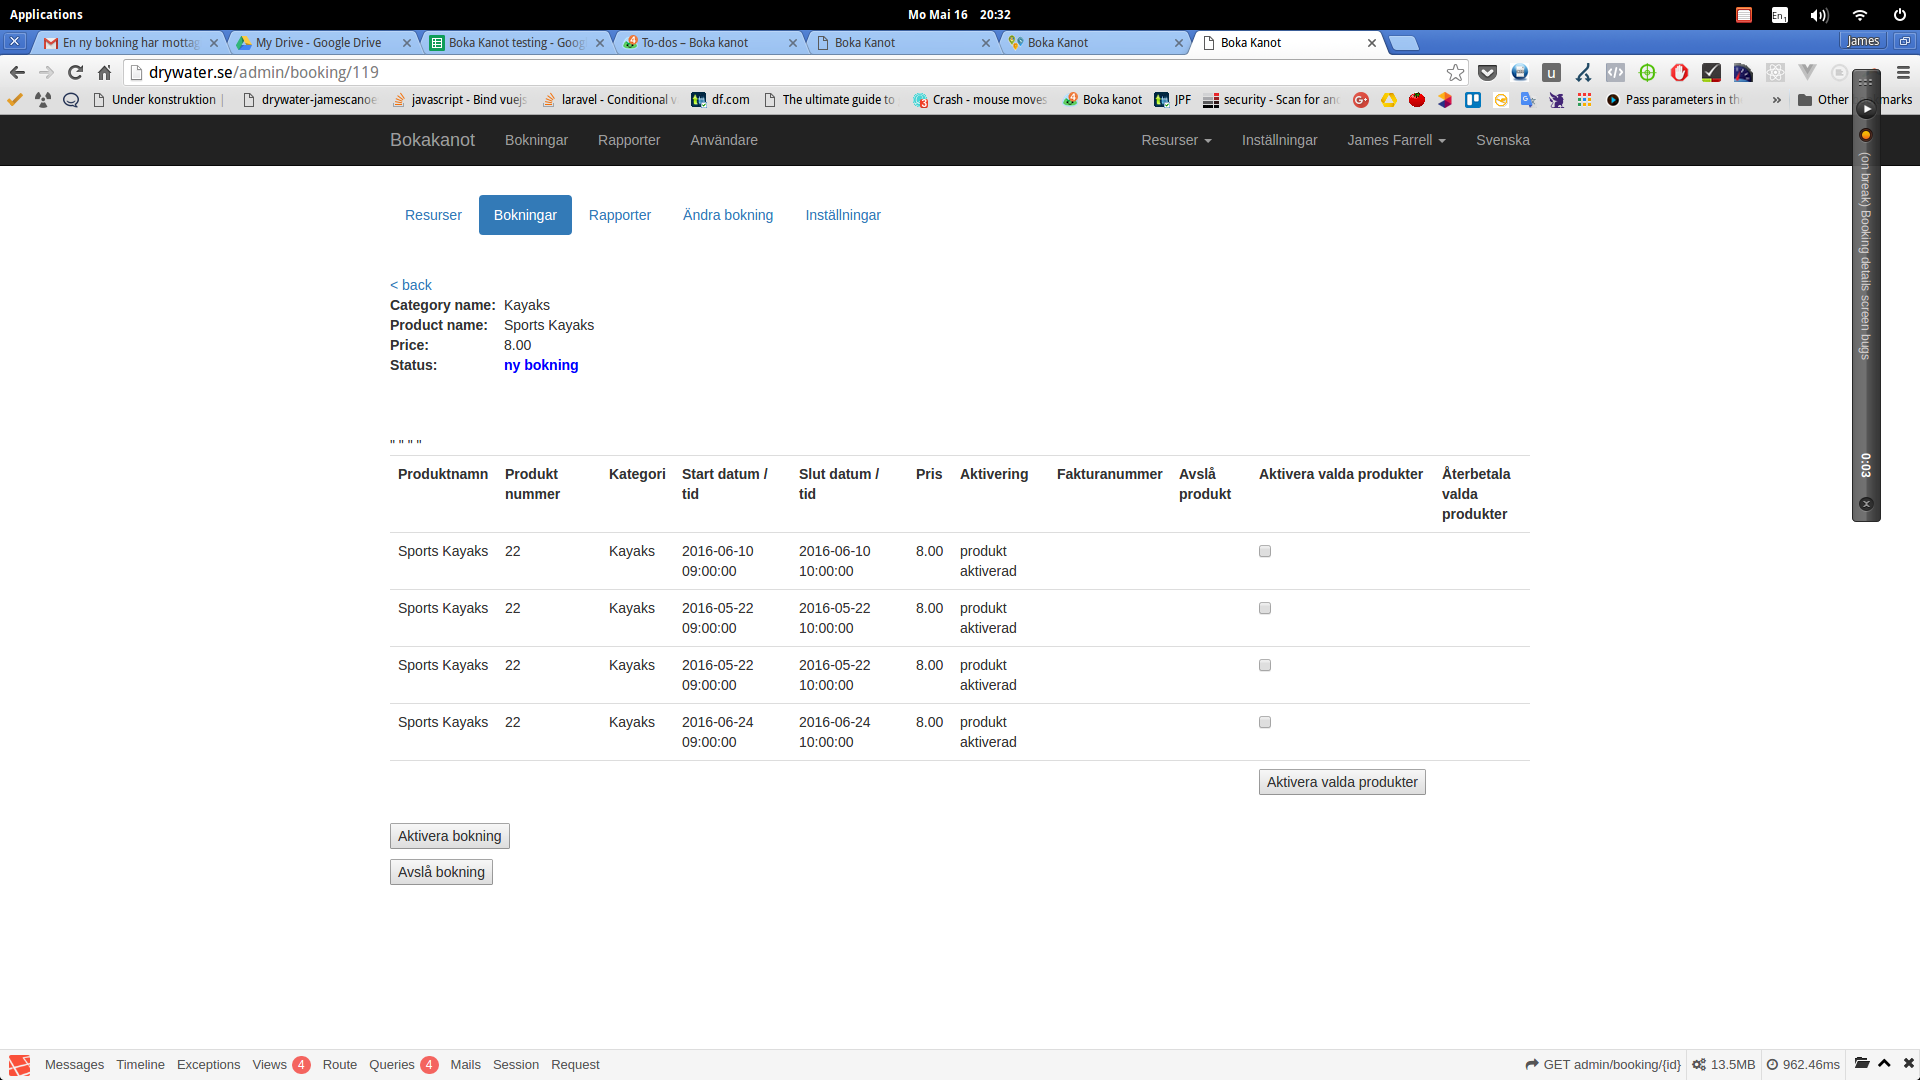 Applications
Mo Mai 16 20:32
En₁
En ny bokning har mottag
My Drive - Google Drive
Boka Kanot testing - Goog
To-dos – Boka kanot
Boka Kanot
Boka Kanot
Boka Kanot
James
drywater.se/admin/booking/119
Under konstruktion
drywater-jamescanoe
javascript - Bind vuejs
laravel - Conditional v
df.com
The ultimate guide to
Crash - mouse moves
Boka kanot
JPF
security - Scan for an
Pass parameters in th
»
Other
marks
Bokakanot
Bokningar
Rapporter
Användare
Resurser
Inställningar
James Farrell
Svenska
(on break) Booking details screen bugs
0:03
Resurser
Bokningar
Rapporter
Ändra bokning
Inställningar
< back
Category name: Kayaks
Product name: Sports Kayaks
Price: 8.00
Status: ny bokning
" " " "
Produktnamn Produkt nummer Kategori Start datum / tid Slut datum / tid Pris Aktivering Fakturanummer Avslå produkt Aktivera valda produkter Återbetala valda produkter
Sports Kayaks 22 Kayaks 2016-06-10 09:00:00 2016-06-10 10:00:00 8.00 produkt aktiverad
Sports Kayaks 22 Kayaks 2016-05-22 09:00:00 2016-05-22 10:00:00 8.00 produkt aktiverad
Sports Kayaks 22 Kayaks 2016-05-22 09:00:00 2016-05-22 10:00:00 8.00 produkt aktiverad
Sports Kayaks 22 Kayaks 2016-06-24 09:00:00 2016-06-24 10:00:00 8.00 produkt aktiverad
Aktivera valda produkter
Aktivera bokning
Avslå bokning
Messages Timeline Exceptions Views 4 Route Queries 4 Mails Session Request
GET admin/booking/{id} 13.5MB 962.46ms